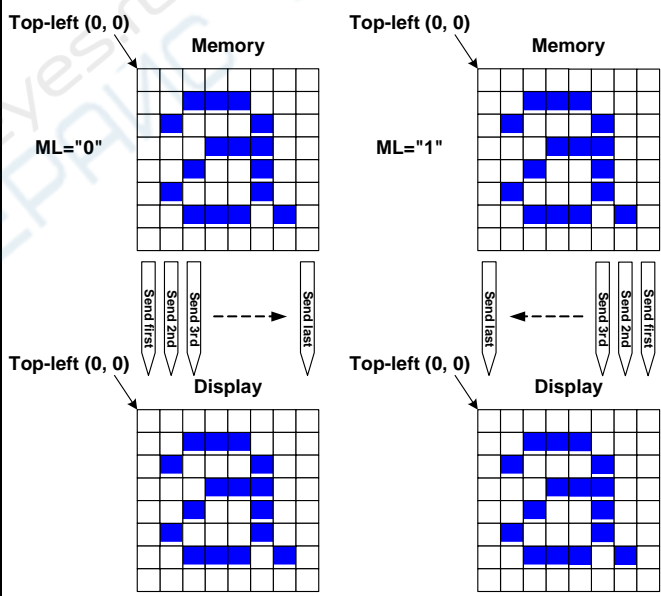 Top-left (0, 0)
Memory
ML="0"
Send first
Send 2nd
Send 3rd
Send last
Top-left (0, 0)
Display
Top-left (0, 0)
Memory
ML="1"
Send last
Send 3rd
Send 2nd
Send first
Top-left (0, 0)
Display